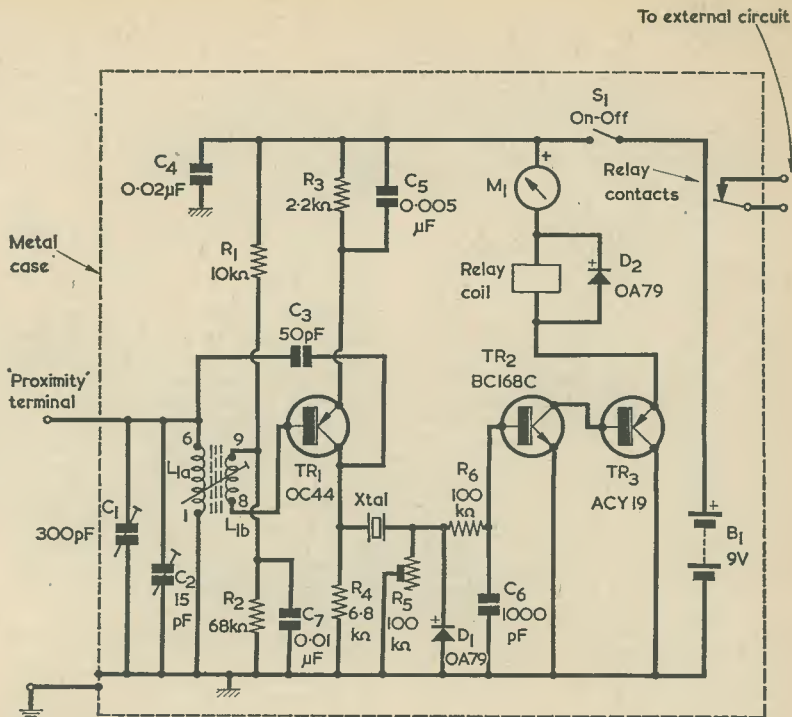 To external circuit
S1
On-Off
C4
0·02µF
R3
2·2kΩ
C5
0·005
µF
+
M1
Relay
contacts
Metal
case
R1
10kΩ
Relay
coil
+
D2
OA79
C3
50pF
'Proximity'
terminal
TR2
BC168C
6
9
L1a
TR1
OC44
R6
100
kΩ
TR3
ACY 19
1
8
L1b
Xtal
C1
300pF
+
B1
9V
C2
15
pF
R2
68kΩ
C7
0·01
µF
R4
6·8
kΩ
R5
100
kΩ
+
D1
OA79
C6
1000
pF